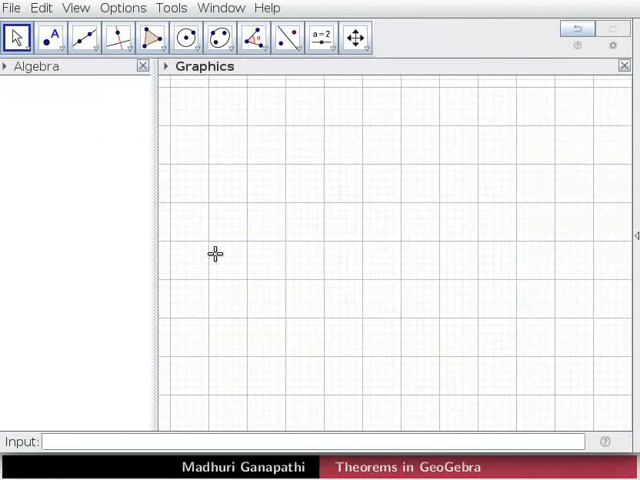 File Edit View Options Tools Window Help
A
α
a=2
Algebra
Graphics
Input:
Madhuri Ganapathi
Theorems in GeoGebra